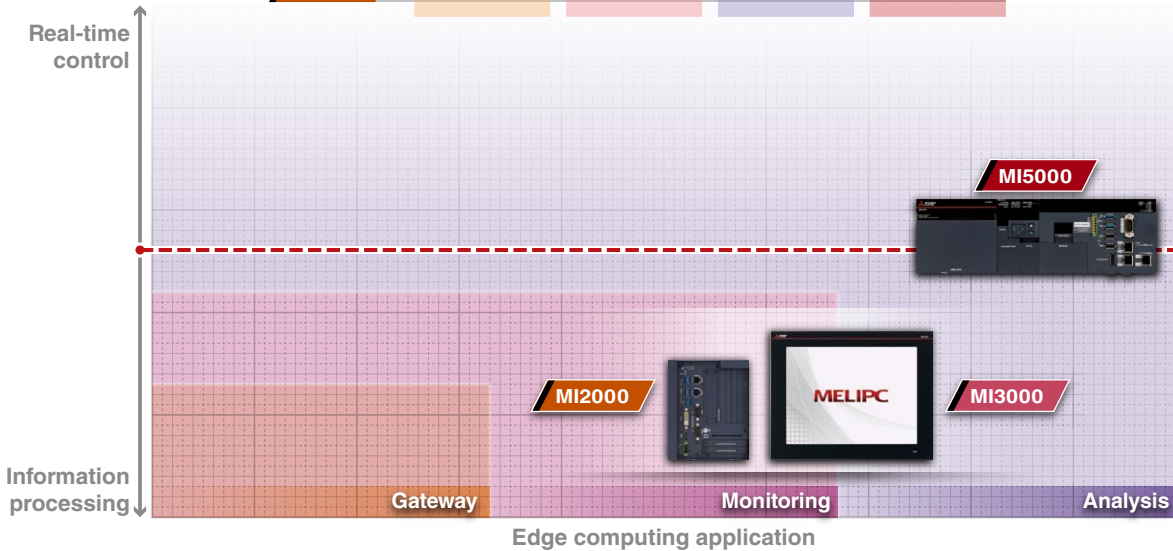 Real-time
control
MI5000
MI2000
MELIPC
MI3000
Information
processing
Gateway
Monitoring
Analysis
Edge computing application